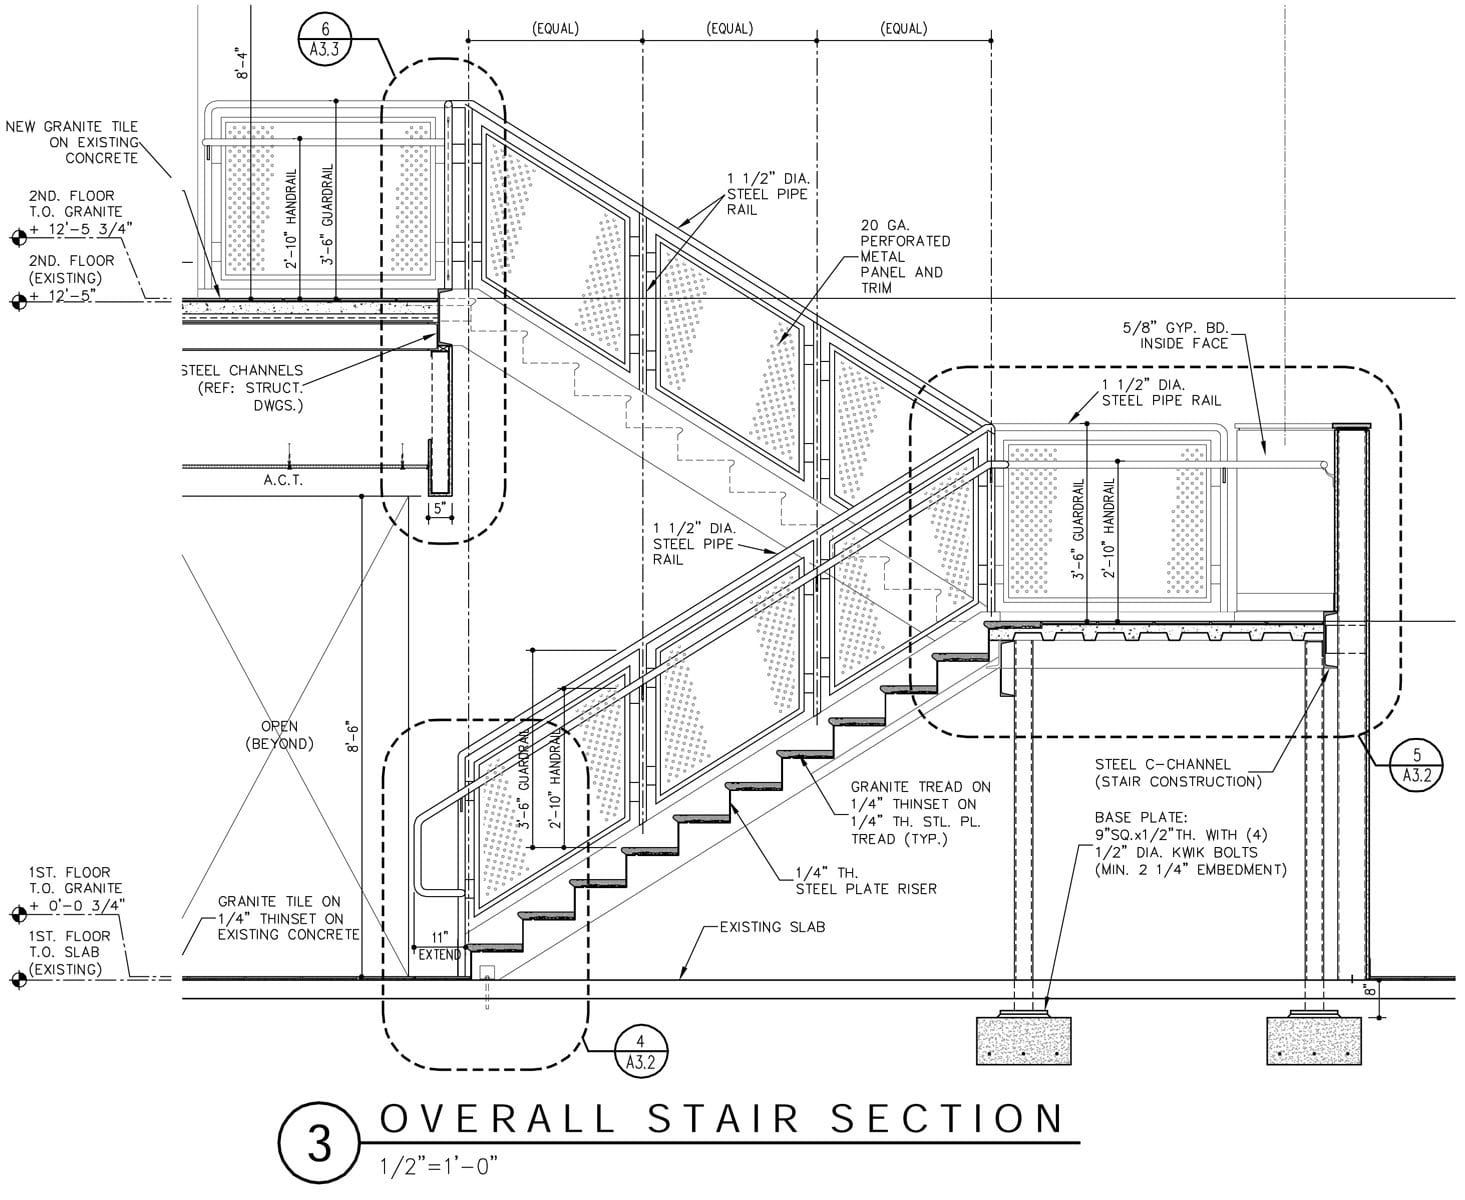 6
A3.3
(EQUAL)
(EQUAL)
(EQUAL)
8'-4"
NEW GRANITE TILE
ON EXISTING
CONCRETE
2ND. FLOOR
T.O. GRANITE
+ 12'-5 3/4"
2ND. FLOOR
(EXISTING)
+ 12'-5"
2'-10" HANDRAIL
3'-6" GUARDRAIL
1 1/2" DIA.
STEEL PIPE
RAIL
20 GA.
PERFORATED
METAL
PANEL AND
TRIM
5/8" GYP. BD.
INSIDE FACE
1 1/2" DIA.
STEEL PIPE RAIL
STEEL CHANNELS
(REF: STRUCT.
DWGS.)
A.C.T.
5"
1 1/2" DIA.
STEEL PIPE
RAIL
3'-6" GUARDRAIL
2'-10" HANDRAIL
OPEN
(BEYOND)
8'-6"
3'-6" GUARDRAIL
2'-10" HANDRAIL
5
A3.2
STEEL C-CHANNEL
(STAIR CONSTRUCTION)
GRANITE TREAD ON
1/4" THINSET ON
1/4" TH. STL. PL.
TREAD (TYP.)
BASE PLATE:
9"SQ.x1/2"TH. WITH (4)
1/2" DIA. KWIK BOLTS
(MIN. 2 1/4" EMBEDMENT)
1/4" TH.
STEEL PLATE RISER
1ST. FLOOR
T.O. GRANITE
+ 0'-0 3/4"
1ST. FLOOR
T.O. SLAB
(EXISTING)
GRANITE TILE ON
1/4" THINSET ON
EXISTING CONCRETE
11"
EXTEND
EXISTING SLAB
8"
4
A3.2
3
OVERALL STAIR SECTION
1/2"=1'-0"